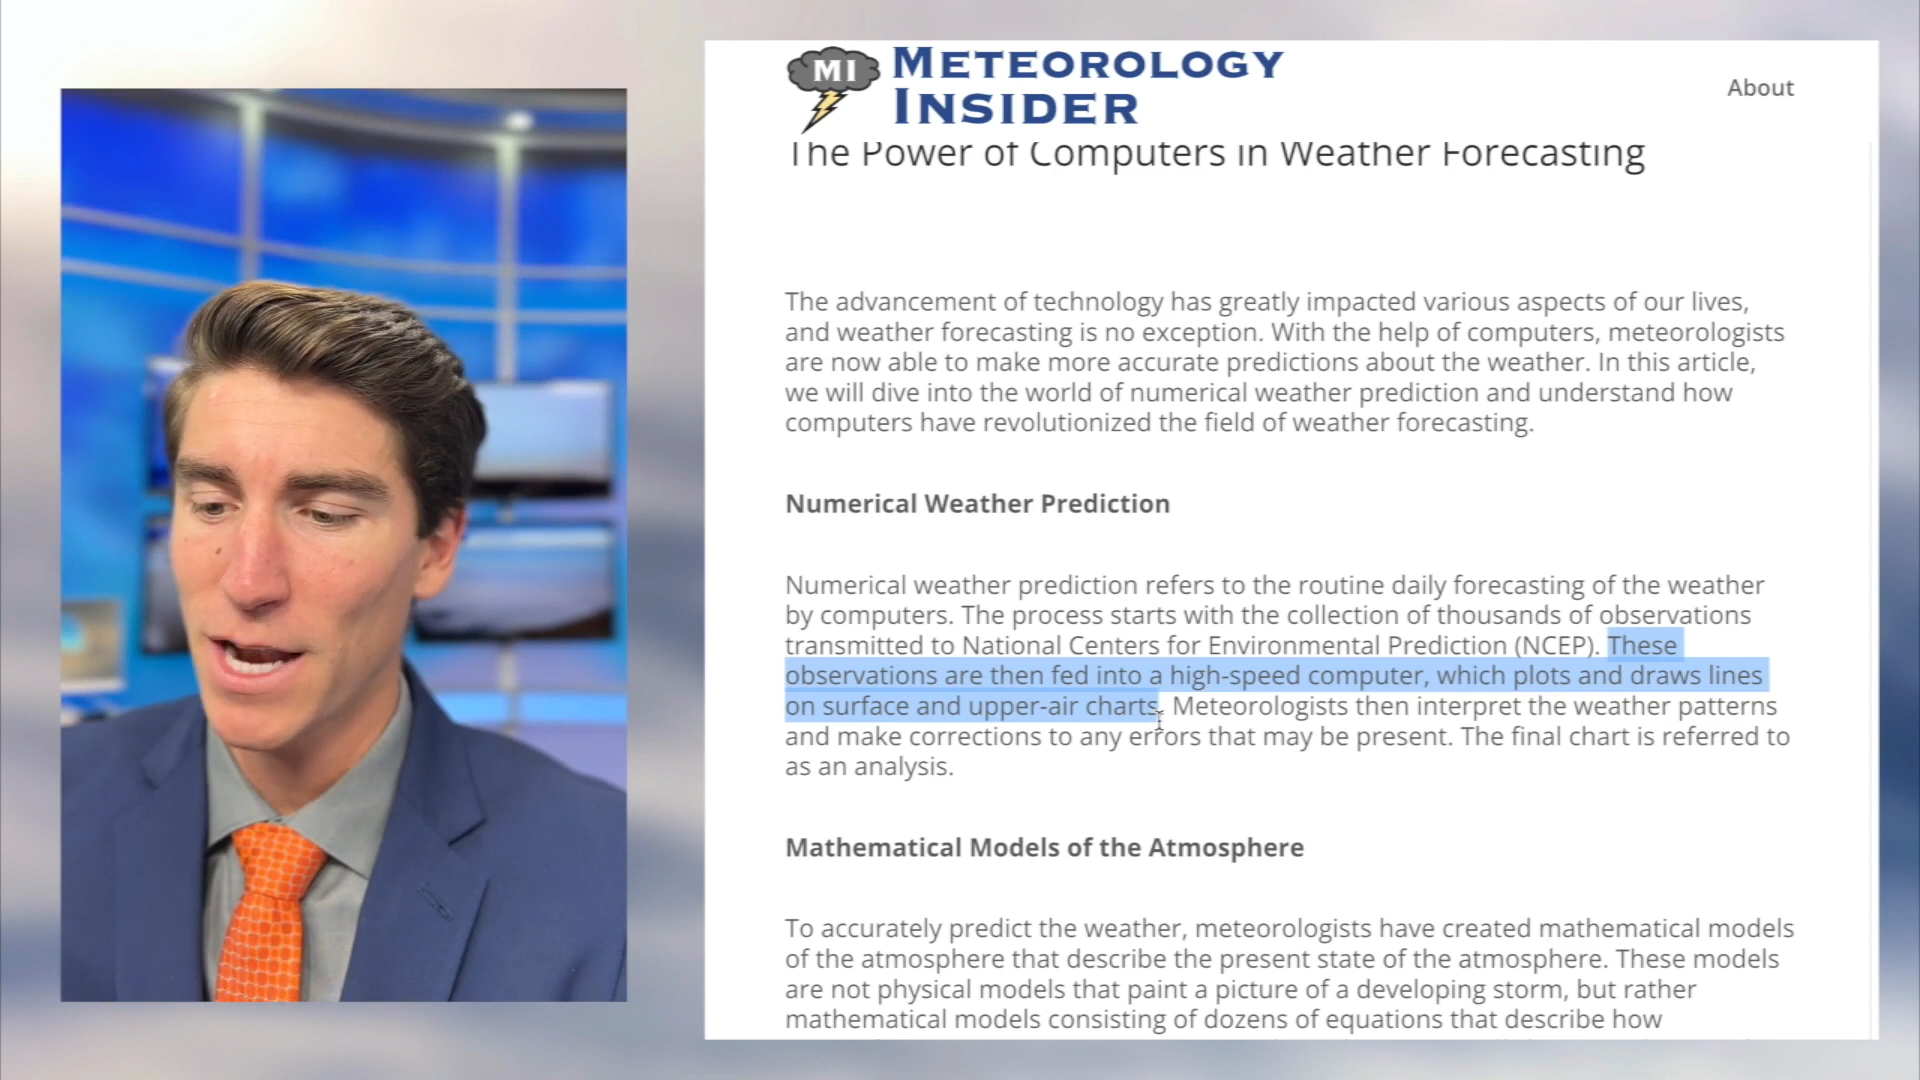 MI
METEOROLOGY
INSIDER
About
The Power of Computers in Weather Forecasting
The advancement of technology has greatly impacted various aspects of our lives,
and weather forecasting is no exception. With the help of computers, meteorologists
are now able to make more accurate predictions about the weather. In this article,
we will dive into the world of numerical weather prediction and understand how
computers have revolutionized the field of weather forecasting.
Numerical Weather Prediction
Numerical weather prediction refers to the routine daily forecasting of the weather
by computers. The process starts with the collection of thousands of observations
transmitted to National Centers for Environmental Prediction (NCEP). These
observations are then fed into a high-speed computer, which plots and draws lines
on surface and upper-air charts. Meteorologists then interpret the weather patterns
and make corrections to any errors that may be present. The final chart is referred to
as an analysis.
Mathematical Models of the Atmosphere
To accurately predict the weather, meteorologists have created mathematical models
of the atmosphere that describe the present state of the atmosphere. These models
are not physical models that paint a picture of a developing storm, but rather
mathematical models consisting of dozens of equations that describe how